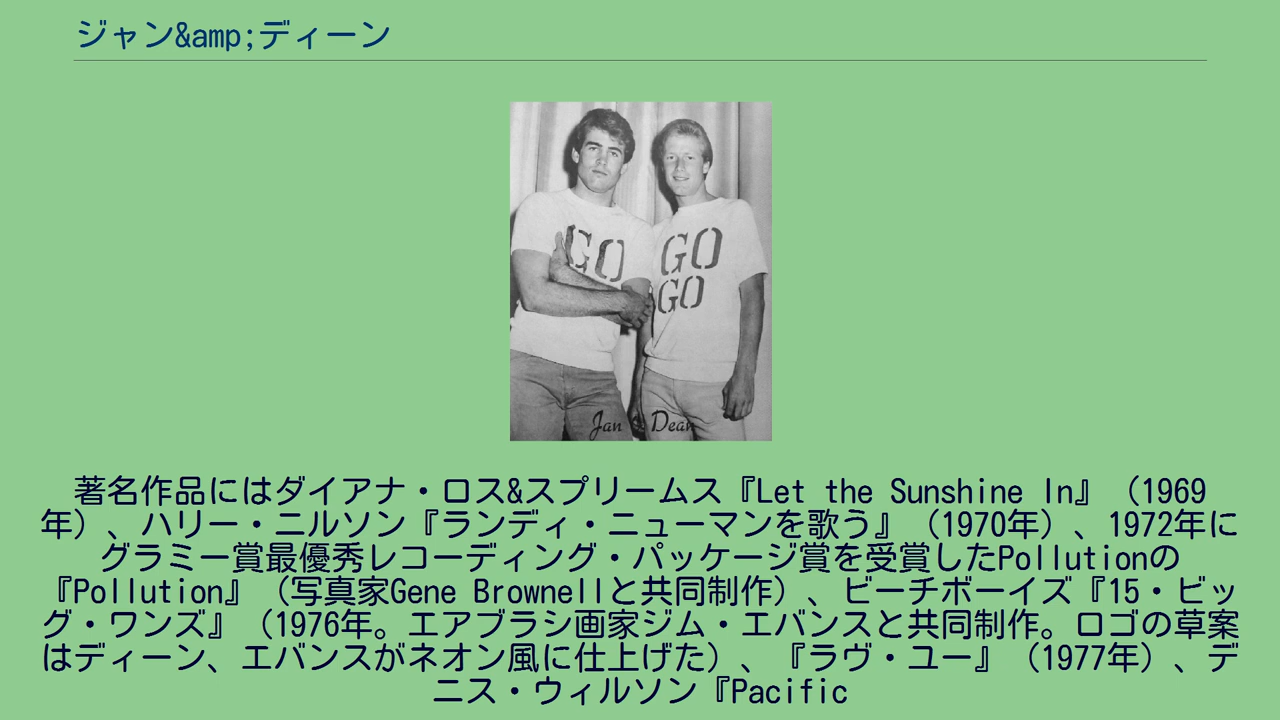 ジャン&amp;ディーン
GO GO
GO
Jan & Dean
著名作品にはダイアナ・ロス&スプリームス『Let the Sunshine In』（1969
年）、ハリー・ニルソン『ランディ・ニューマンを歌う』（1970年）、1972年に
グラミー賞最優秀レコーディング・パッケージ賞を受賞したPollutionの
『Pollution』（写真家Gene Brownellと共同制作）、ビーチボーイズ『15・ビッ
グ・ワンズ』（1976年。エアブラシ画家ジム・エバンスと共同制作。ロゴの草案
はディーン、エバンスがネオン風に仕上げた）、『ラヴ・ユー』（1977年）、デ
ニス・ウィルソン『Pacific